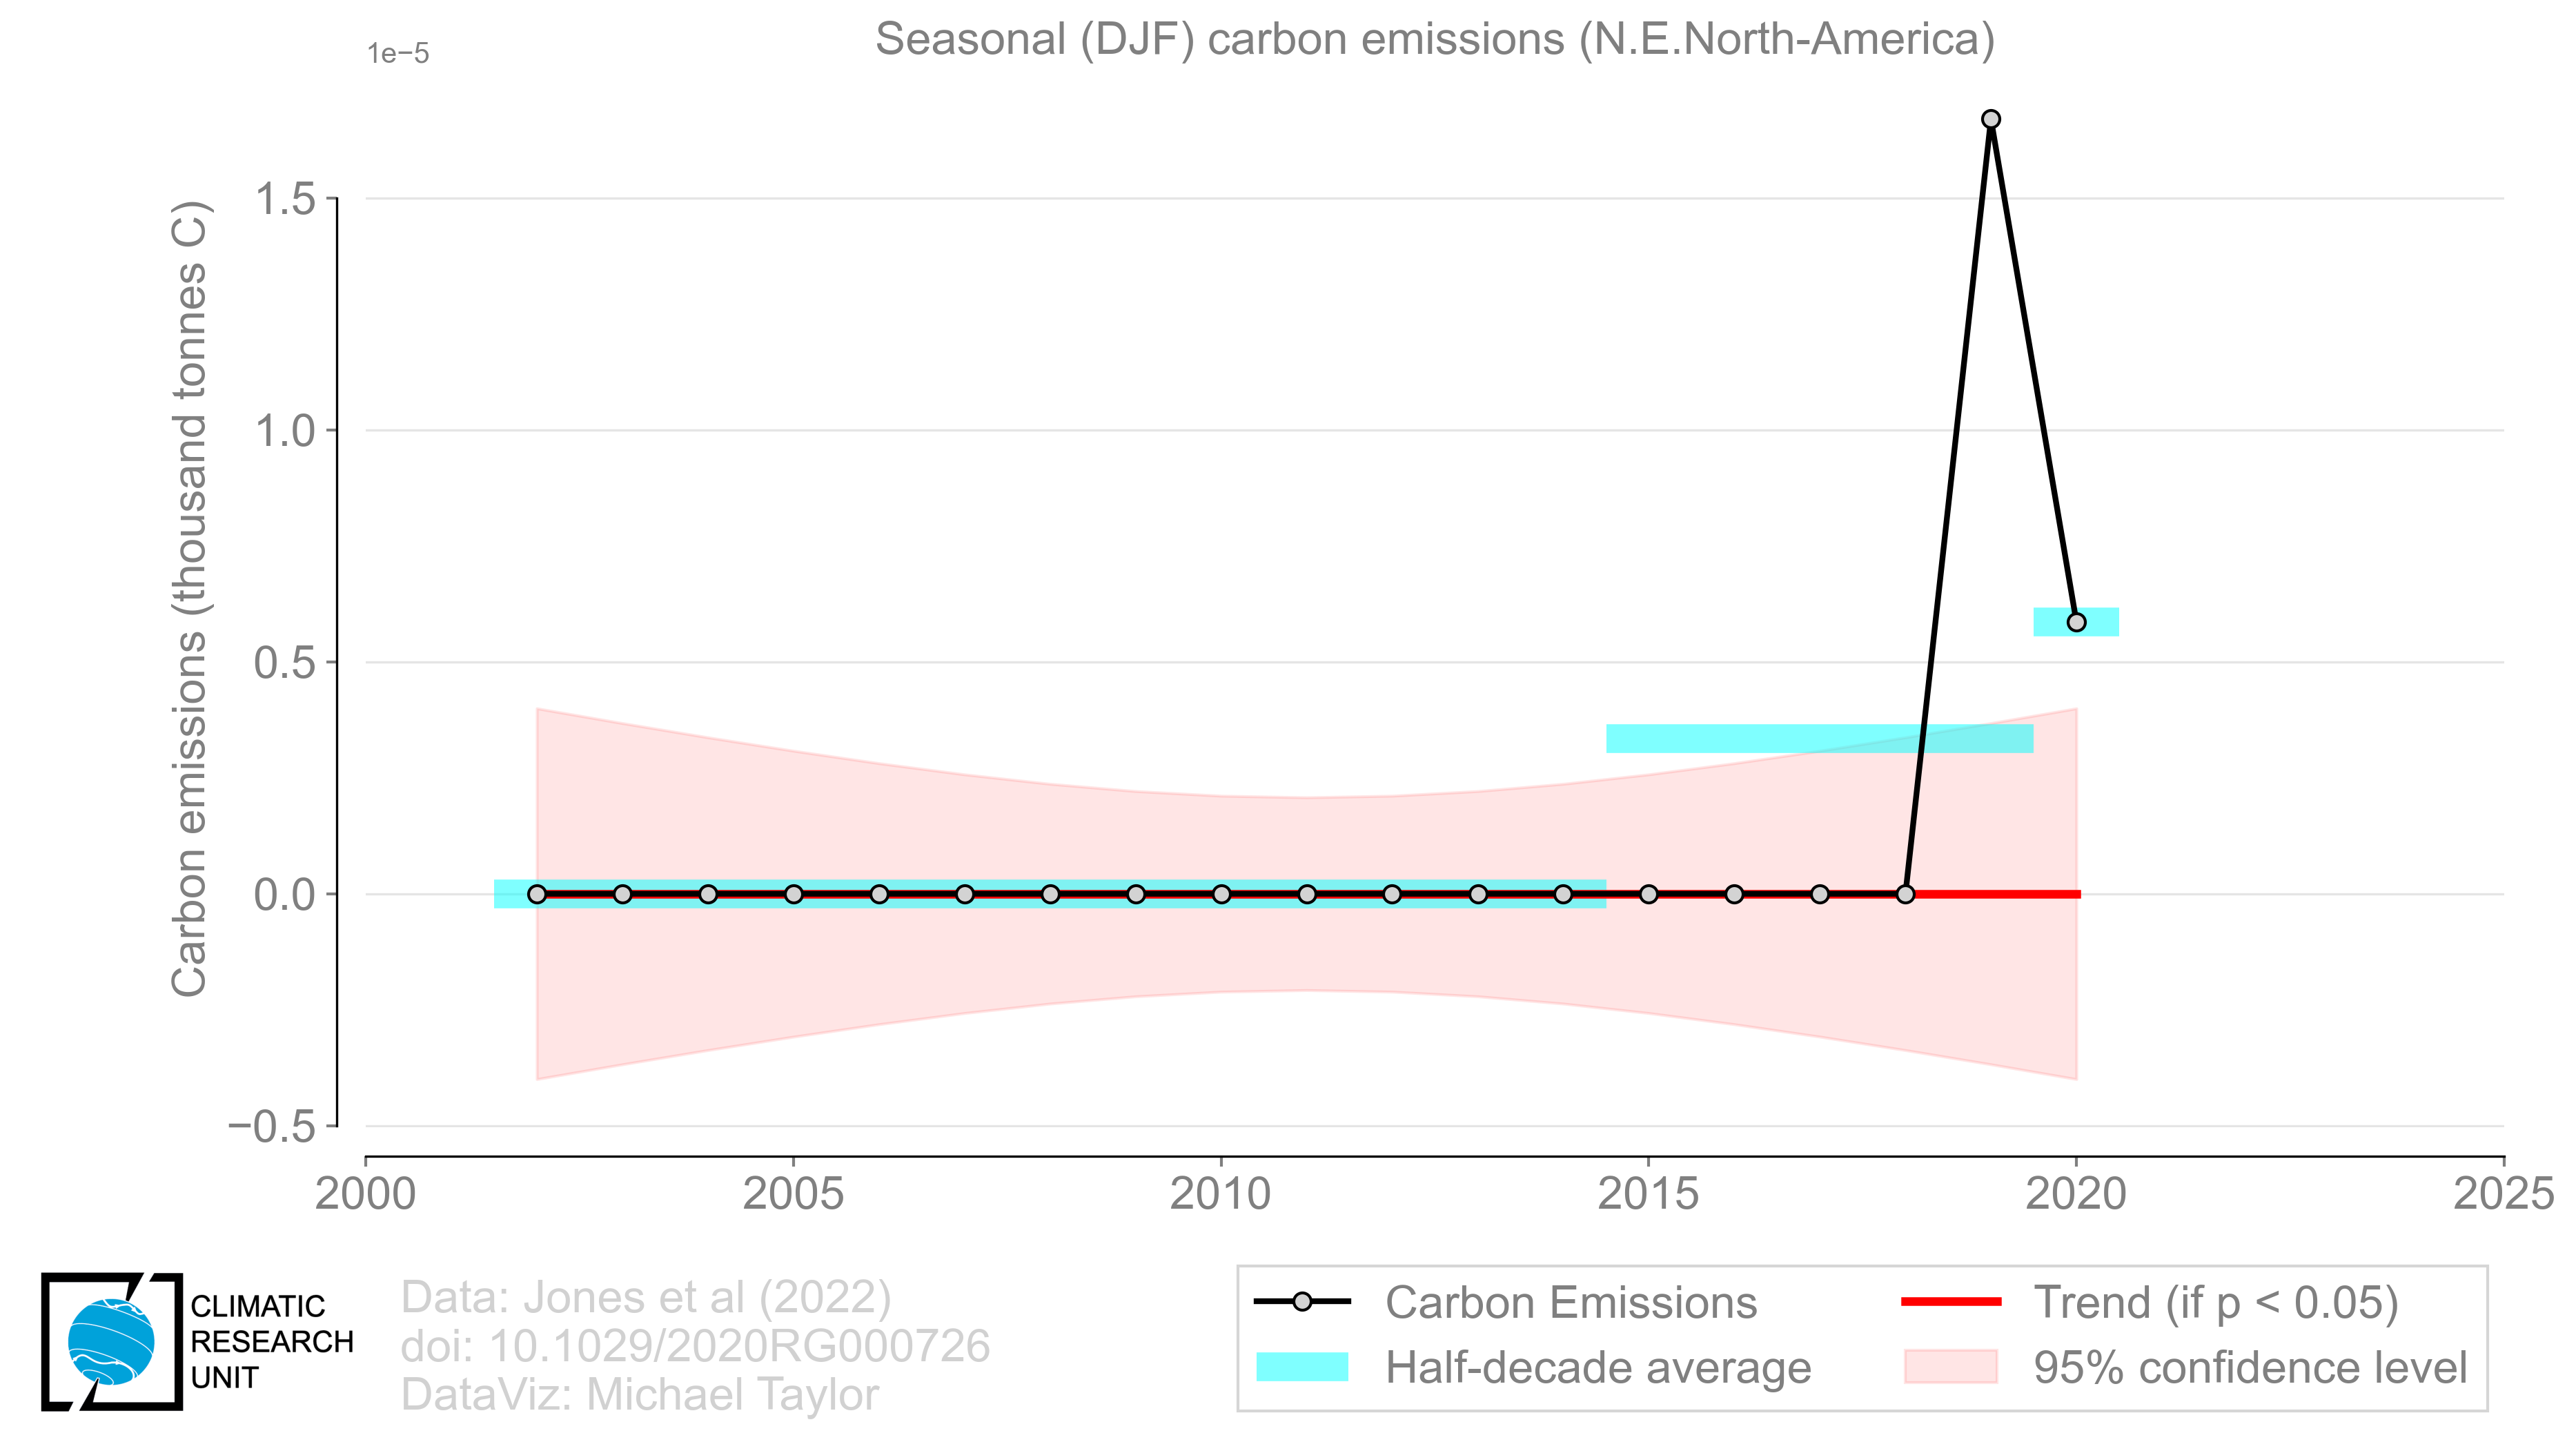 Seasonal (DJF) carbon emissions (N.E.North-America)
1e−5
Carbon emissions (thousand tonnes C)
1.5
1.0
0.5
0.0
−0.5
2000 2005 2010 2015 2020 2025
CLIMATIC
RESEARCH
UNIT
Data: Jones et al (2022)
doi: 10.1029/2020RG000726
DataViz: Michael Taylor
Carbon Emissions
Half-decade average
Trend (if p < 0.05)
95% confidence level